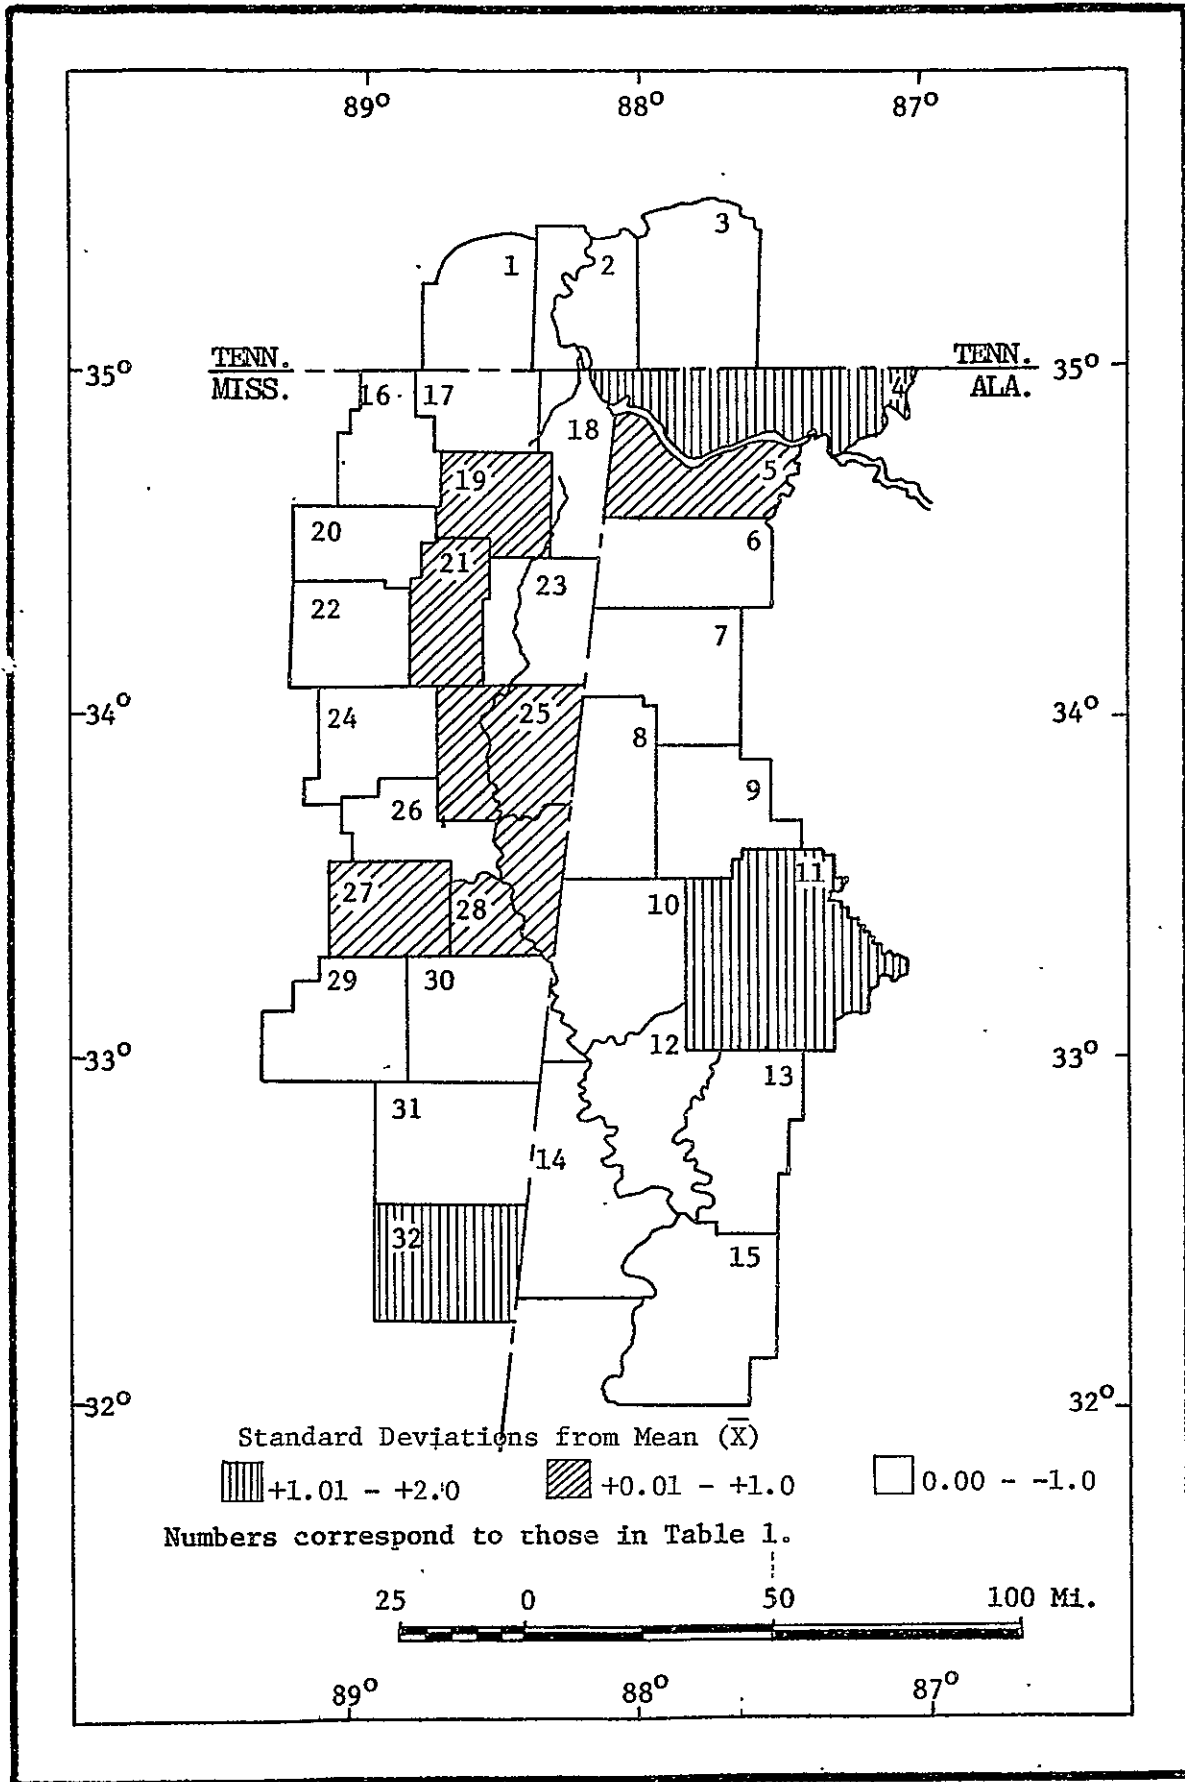 89° 88° 87°
3
1 2
TENN. TENN.
35° 35°
MISS. ALA.
16 17 4
18
19 5
20 6
21
23
22 7
34° 34°
24 25
8
9
26
11
27 10
28
29 30
33° 12 33°
13
31
14
32
15
32° 32°
Standard Deviations from Mean (X̅)
+1.01 - +2.0 +0.01 - +1.0 0.00 - -1.0
Numbers correspond to those in Table 1.
25 0 50 100 Mi.
89° 88° 87°